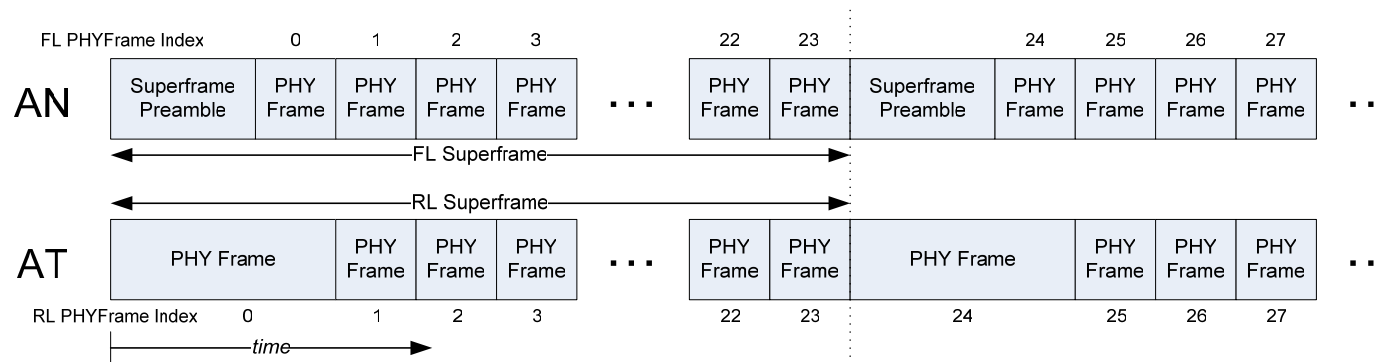 FL PHYFrame Index 0 1 2 3 22 23 24 25 26 27
AN
Superframe Preamble
PHY Frame
PHY Frame
PHY Frame
PHY Frame
...
PHY Frame
PHY Frame
Superframe Preamble
PHY Frame
PHY Frame
PHY Frame
PHY Frame
..
FL Superframe
RL Superframe
AT
PHY Frame
PHY Frame
PHY Frame
PHY Frame
...
PHY Frame
PHY Frame
PHY Frame
PHY Frame
PHY Frame
PHY Frame
..
RL PHYFrame Index 0 1 2 3 22 23 24 25 26 27
time